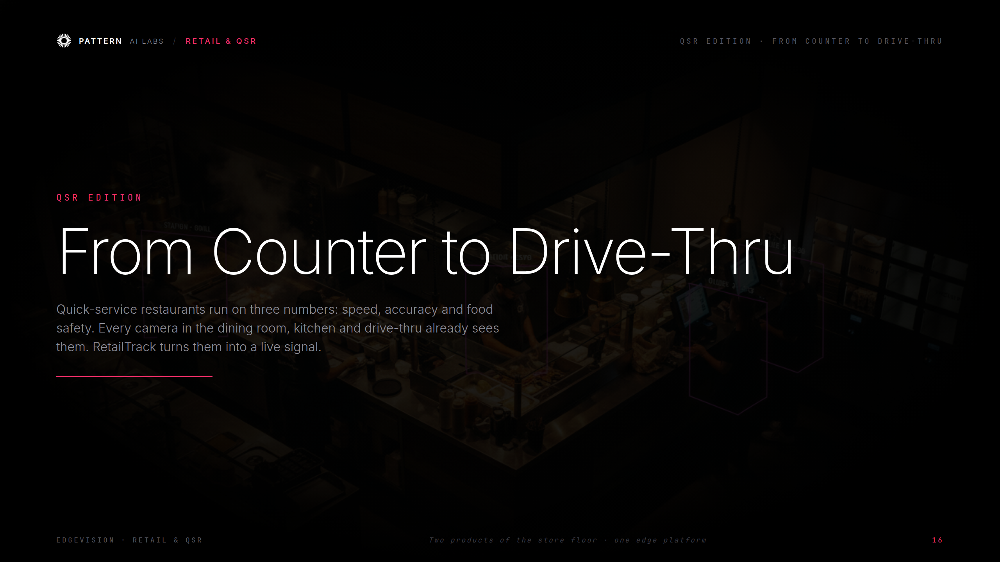 PATTERN AI LABS / RETAIL & QSR
QSR EDITION · FROM COUNTER TO DRIVE-THRU
QSR EDITION
From Counter to Drive-Thru
Quick-service restaurants run on three numbers: speed, accuracy and food
safety. Every camera in the dining room, kitchen and drive-thru already sees
them. RetailTrack turns them into a live signal.
EDGEVISION · RETAIL & QSR
Two products of the store floor · one edge platform
16